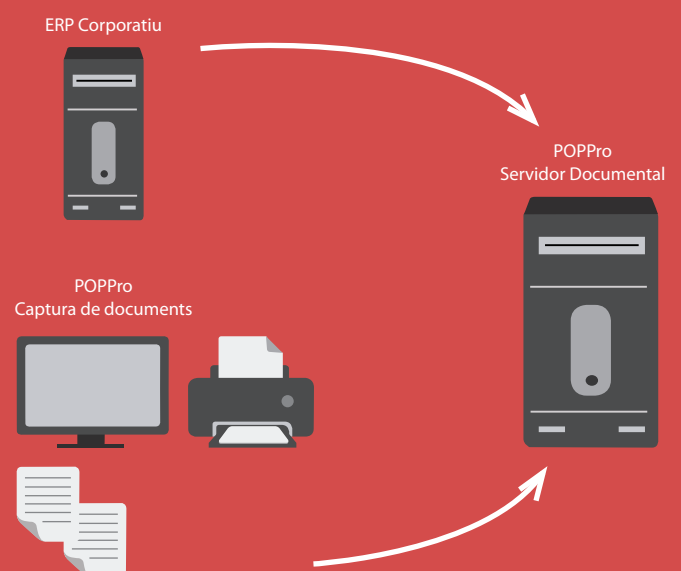 ERP Corporatiu
POPPro
Servidor Documental
POPPro
Captura de documents